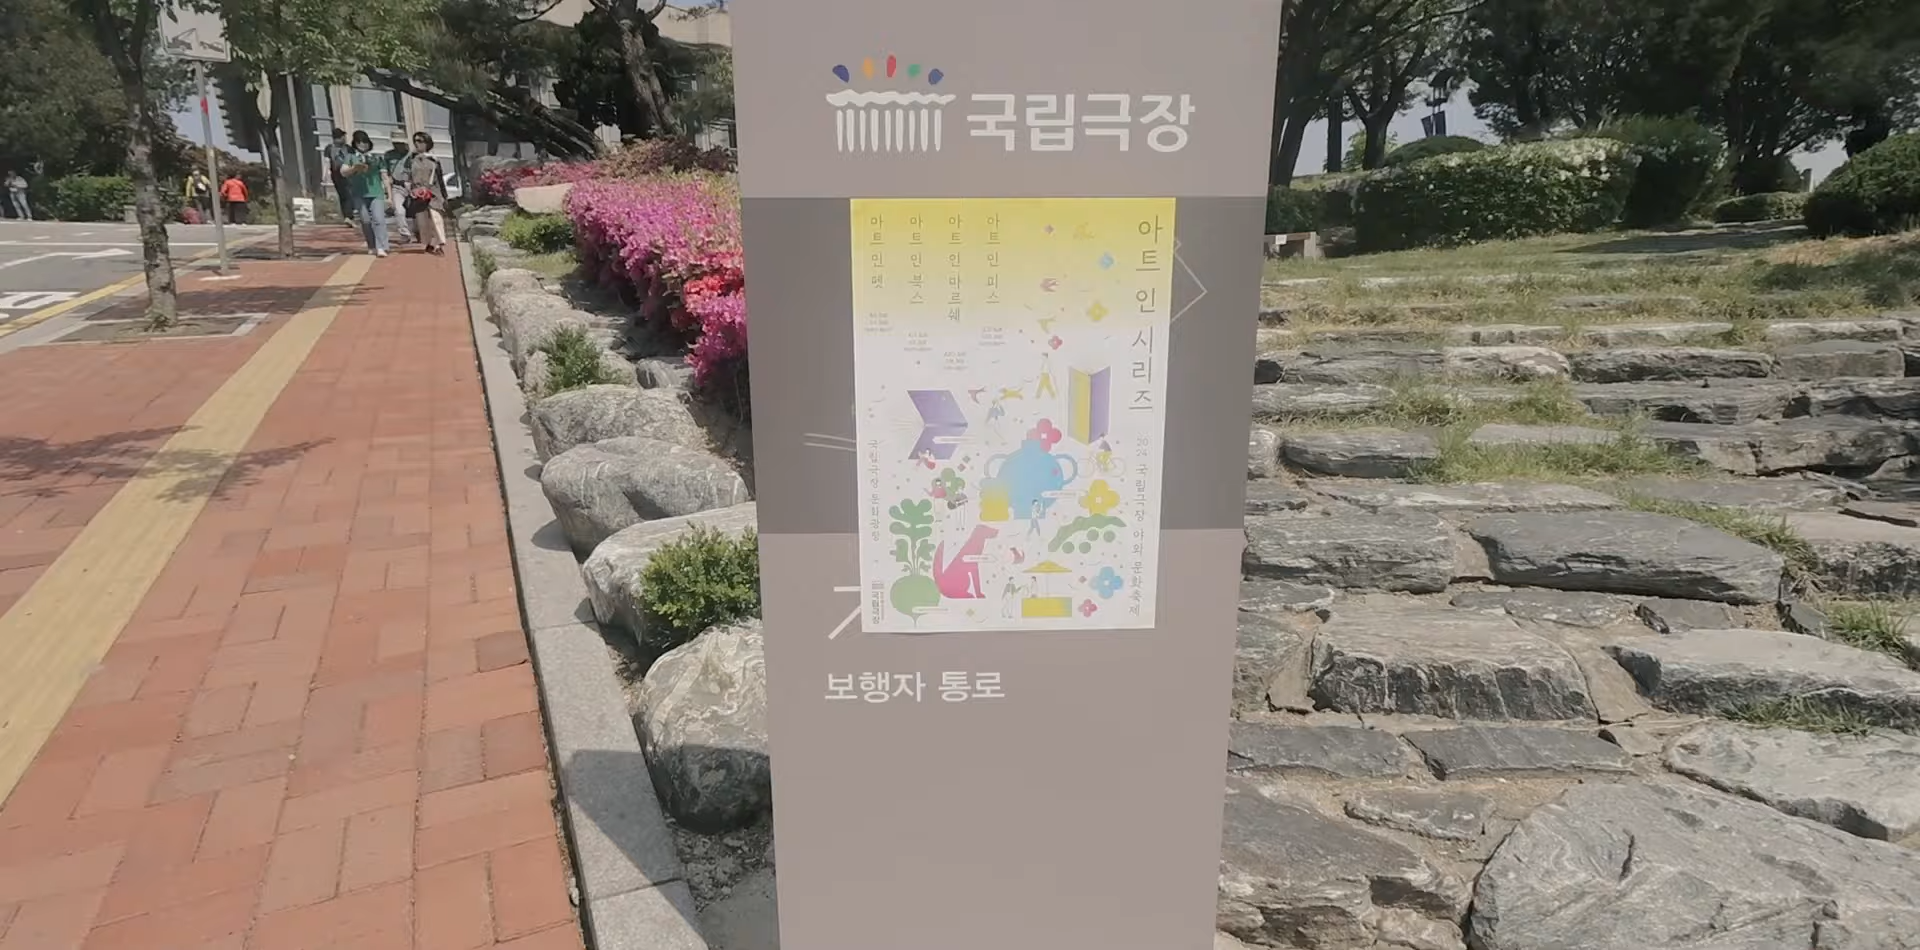 국립극장
아트 인 시리즈
2024 국립극장 야외 문화축제
아트 인 미스
아트 인 마르쉐
아트 인 북스
아트 인 펫
국립극장 문화광장
국립극장
보행자 통로